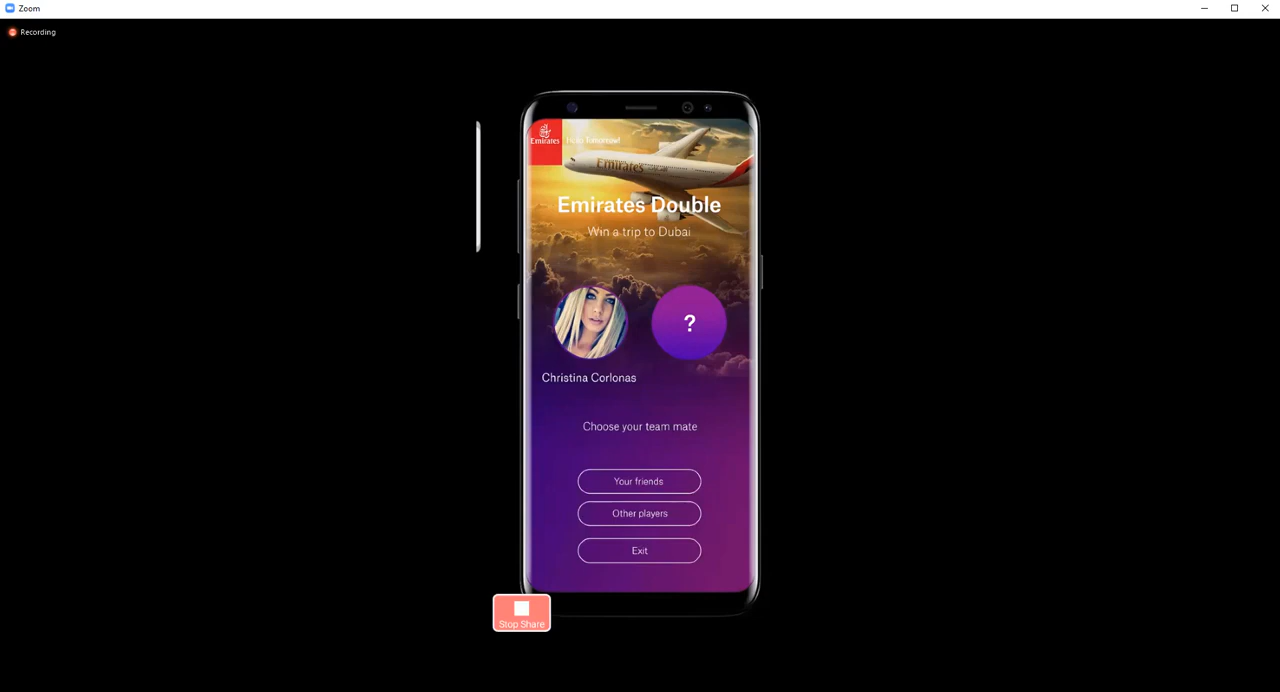 Zoom
Recording
Emirates
Tomorrow
Emirates
Emirates Double
Win a trip to Dubai
?
Christina Corlonas
Choose your team mate
Your friends
Other players
Exit
Stop Share